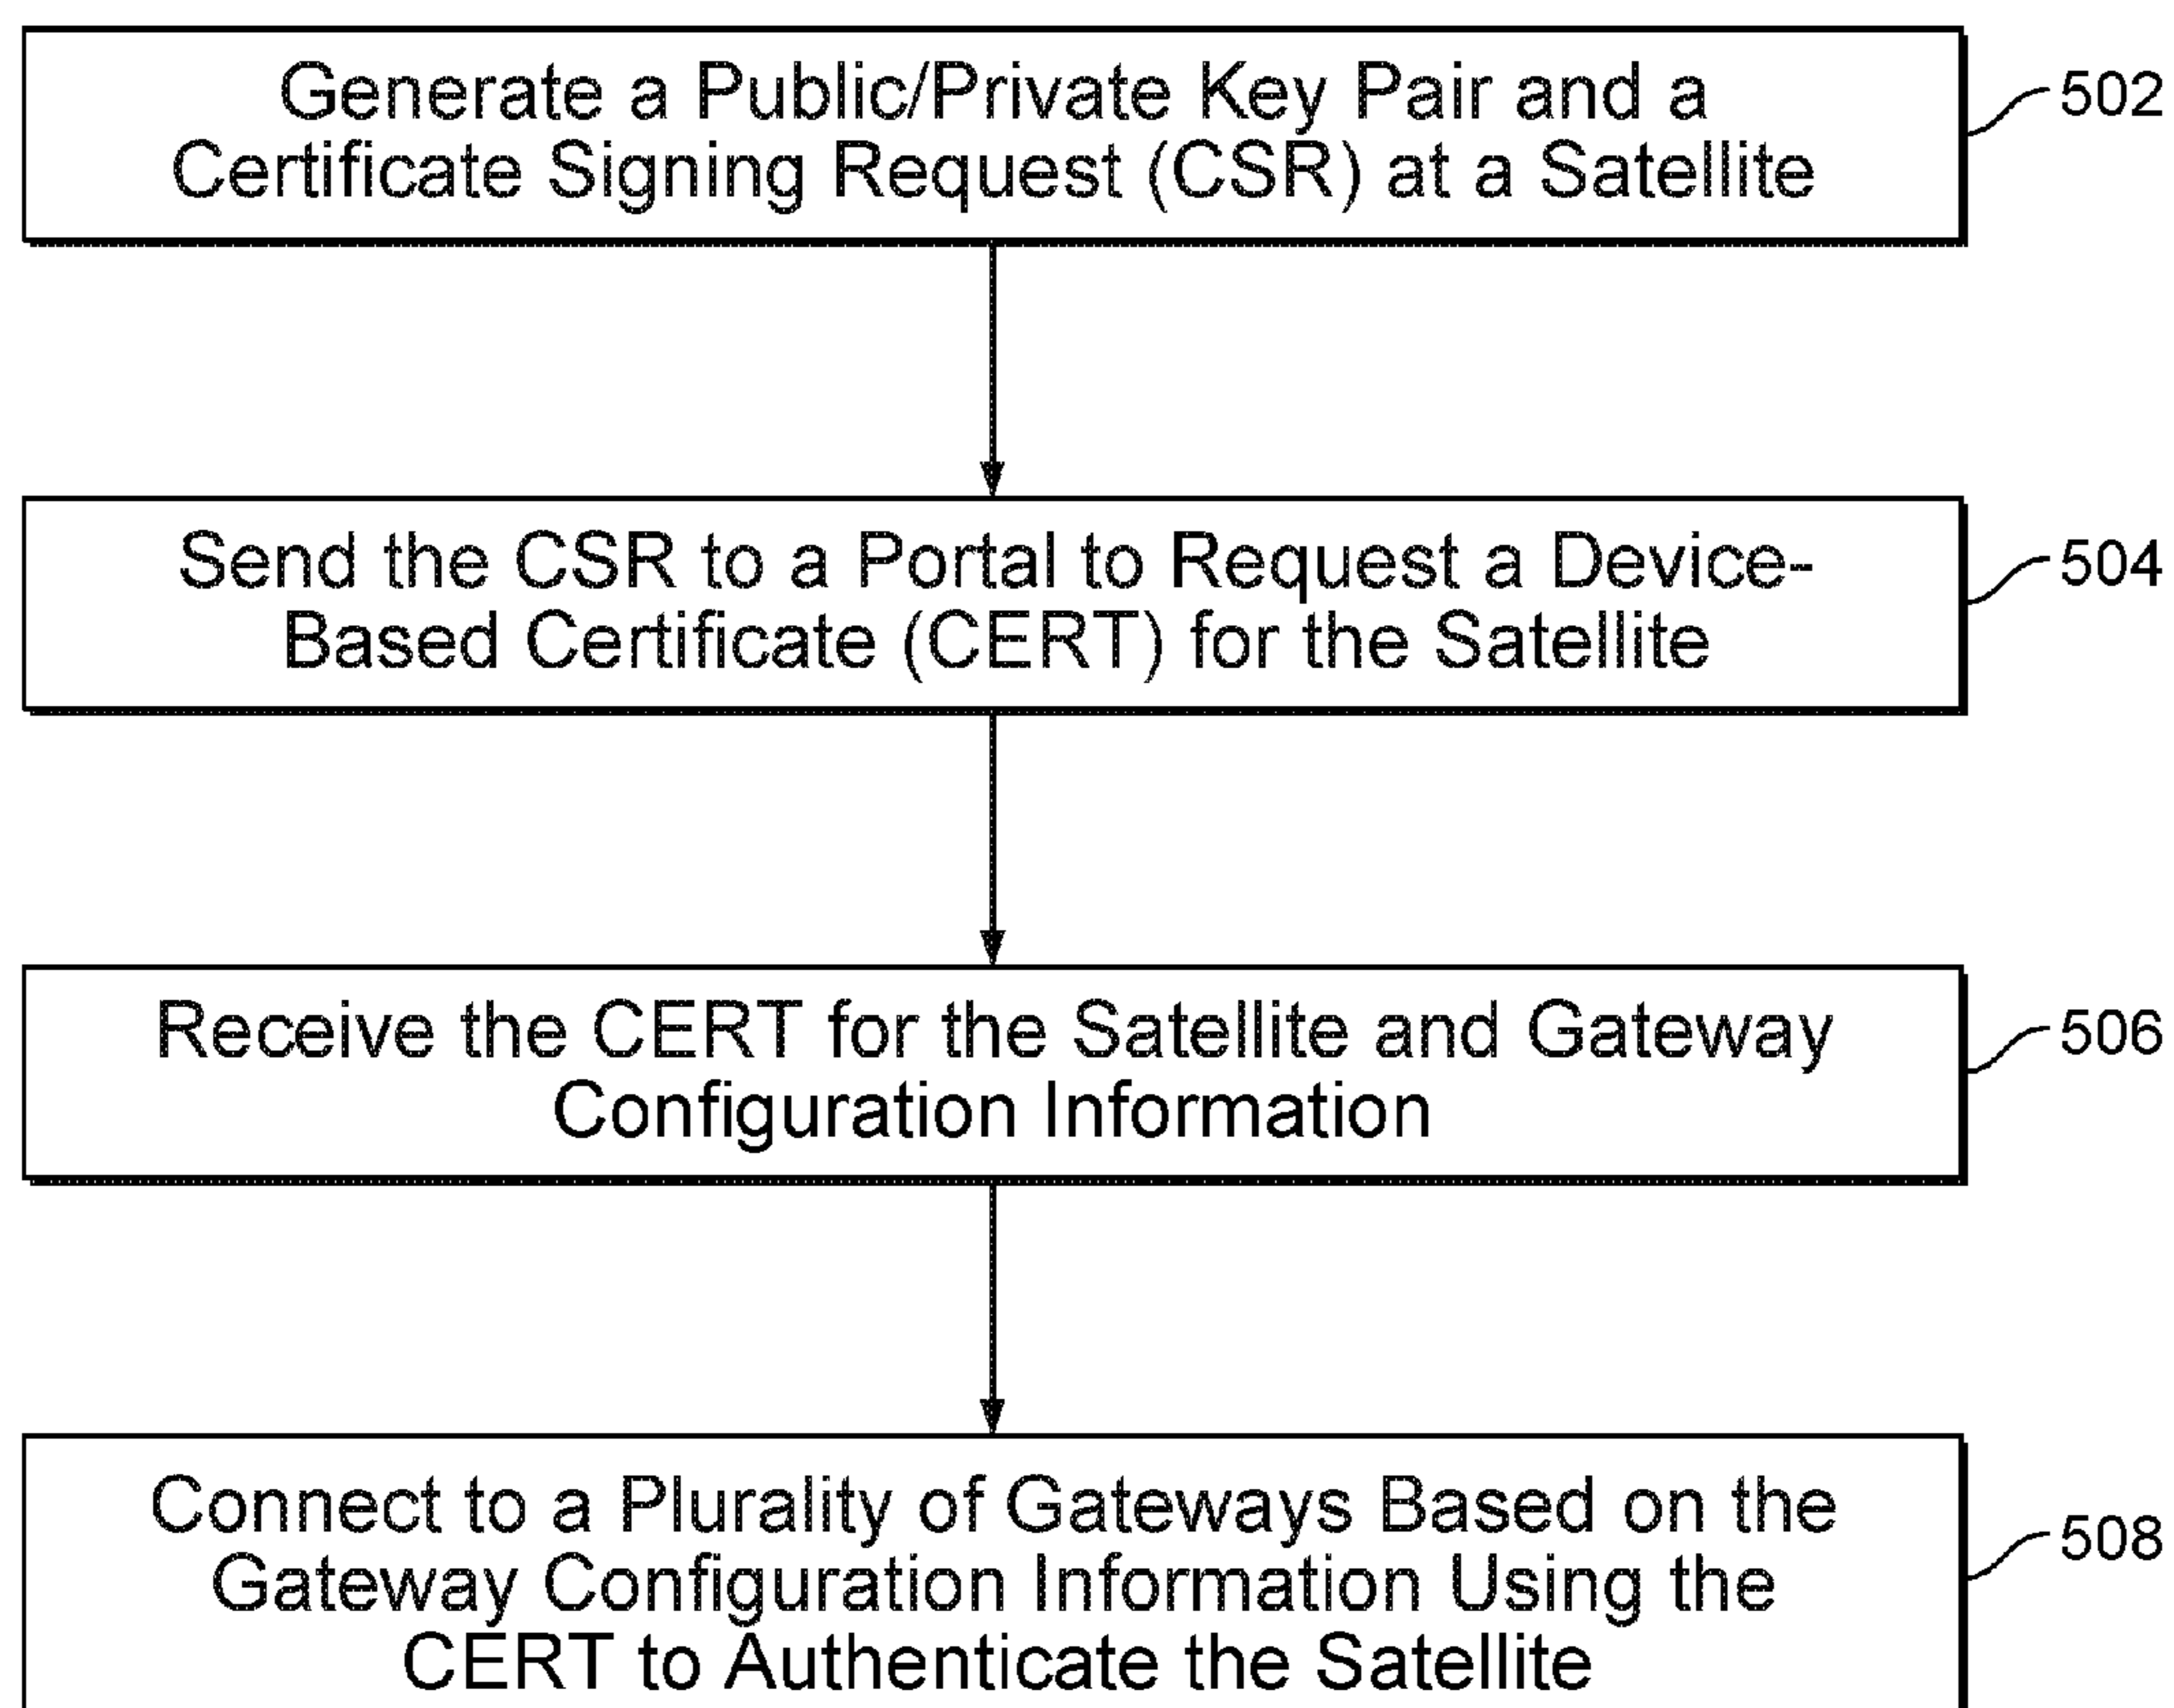 Generate a Public/Private Key Pair and a
Certificate Signing Request (CSR) at a Satellite
502
Send the CSR to a Portal to Request a Device-
Based Certificate (CERT) for the Satellite
504
Receive the CERT for the Satellite and Gateway
Configuration Information
506
Connect to a Plurality of Gateways Based on the
Gateway Configuration Information Using the
CERT to Authenticate the Satellite
508